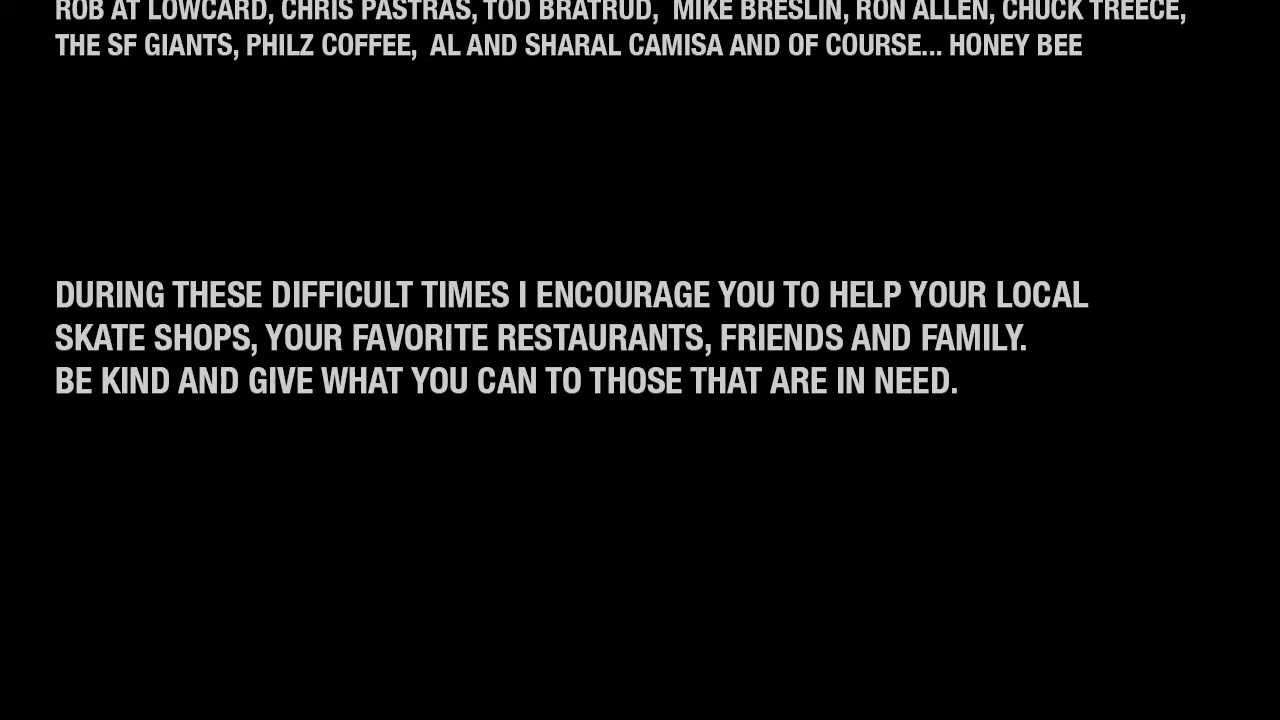 ROB AT LOWCARD, CHRIS PASTRAS, TOD BRATRUD,  MIKE BRESLIN, RON ALLEN, CHUCK TREECE,
THE SF GIANTS, PHILZ COFFEE,  AL AND SHARAL CAMISA AND OF COURSE... HONEY BEE
DURING THESE DIFFICULT TIMES I ENCOURAGE YOU TO HELP YOUR LOCAL
SKATE SHOPS, YOUR FAVORITE RESTAURANTS, FRIENDS AND FAMILY.
BE KIND AND GIVE WHAT YOU CAN TO THOSE THAT ARE IN NEED.